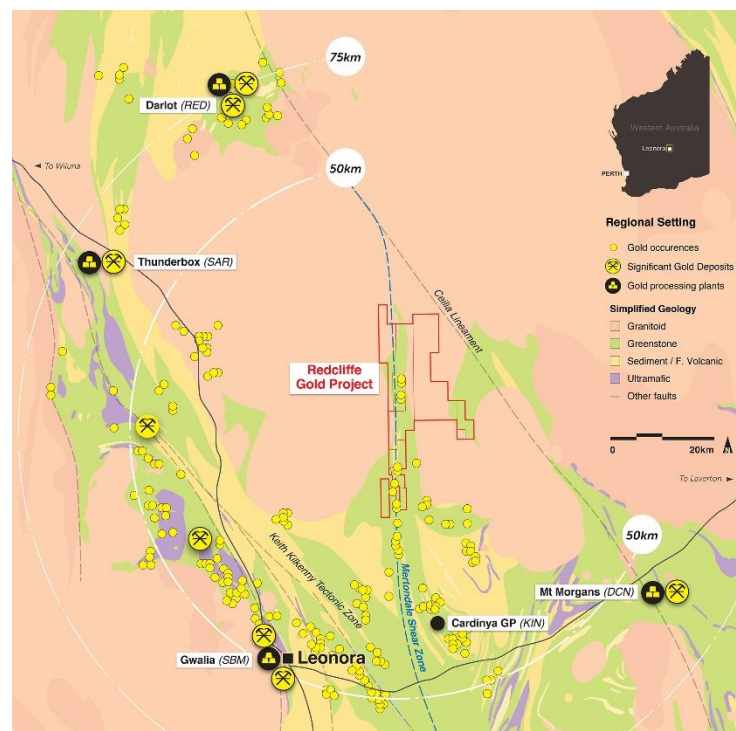 75km
Darlot (RED)
Western Australia
Leonora
PERTH
To Wiluna
50km
Regional Setting
Gold occurences
Significant Gold Deposits
Gold processing plants
Thunderbox (SAR)
Simplified Geology
Granitoid
Greenstone
Sediment / F. Volcanic
Ultramafic
Other faults
Celia Lineament
Redcliffe
Gold Project
0 20km
N
To Laverton
Keith Kilkenny Tectonic Zone
50km
Mertondale Shear Zone
Mt Morgans (DCN)
Cardinya GP (KIN)
Gwalia (SBM)
Leonora